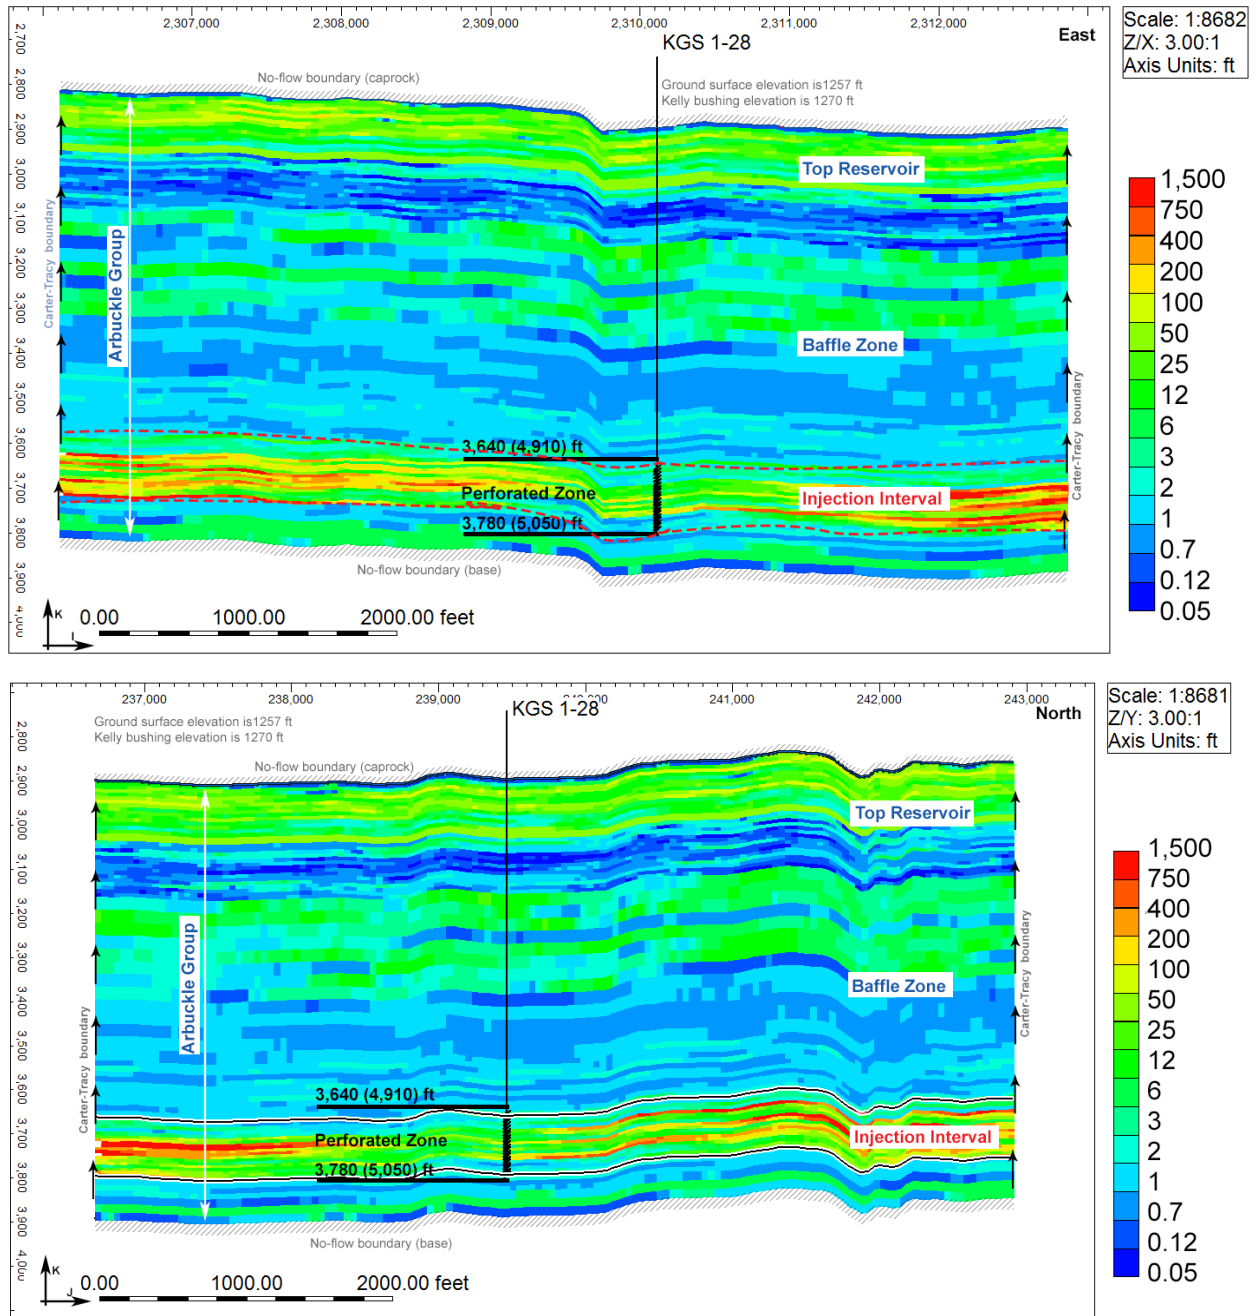 2,307,000 2,308,000 2,309,000 2,310,000 2,311,000 2,312,000
KGS 1-28
East
Scale: 1:8682
Z/X: 3.00:1
Axis Units: ft
No-flow boundary (caprock)
Ground surface elevation is1257 ft
Kelly bushing elevation is 1270 ft
2,700
2,800
2,900
3,000
3,100
3,200
3,300
3,400
3,500
3,600
3,700
3,800
3,900
Carter-Tracy boundary
Arbuckle Group
Top Reservoir
Baffle Zone
3,640 (4,910) ft
Perforated Zone
3,780 (5,050) ft
Injection Interval
Carter-Tracy boundary
No-flow boundary (base)
K
I
0.00 1000.00 2000.00 feet
1,500
750
400
200
100
50
25
12
6
3
2
1
0.7
0.12
0.05
237,000 238,000 239,000 241,000 242,000 243,000
KGS 1-28
North
Scale: 1:8681
Z/Y: 3.00:1
Axis Units: ft
Ground surface elevation is1257 ft
Kelly bushing elevation is 1270 ft
No-flow boundary (caprock)
2,800
2,900
3,000
3,100
3,200
3,300
3,400
3,500
3,600
3,700
3,800
3,900
Carter-Tracy boundary
Arbuckle Group
Top Reservoir
Baffle Zone
3,640 (4,910) ft
Perforated Zone
3,780 (5,050) ft
Injection Interval
Carter-Tracy boundary
No-flow boundary (base)
K
J
0.00 1000.00 2000.00 feet
1,500
750
400
200
100
50
25
12
6
3
2
1
0.7
0.12
0.05